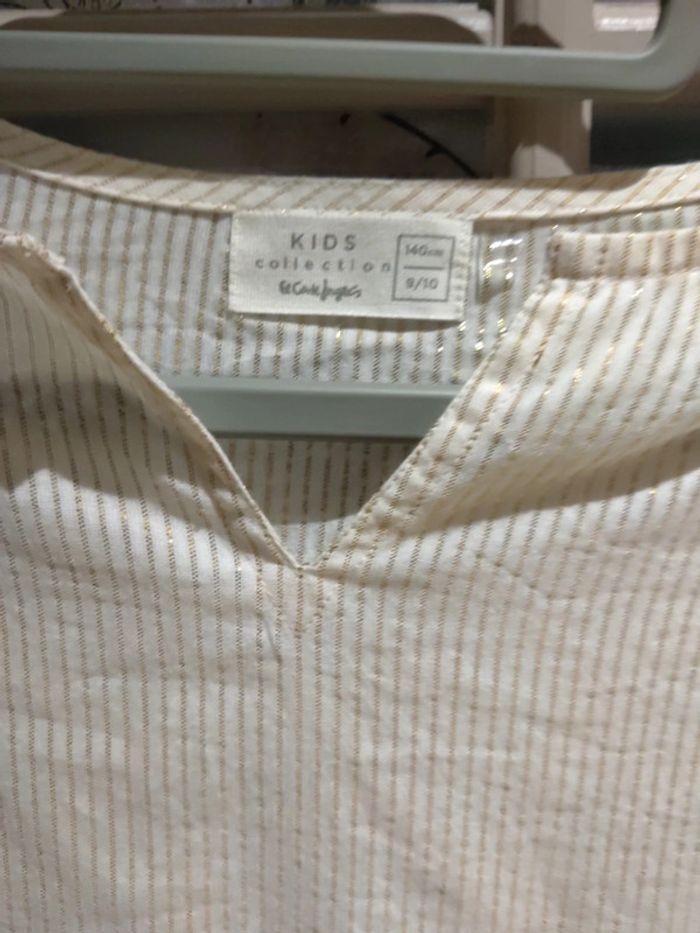 KIDS
collection
El Corte Inglés
140cm
9/10